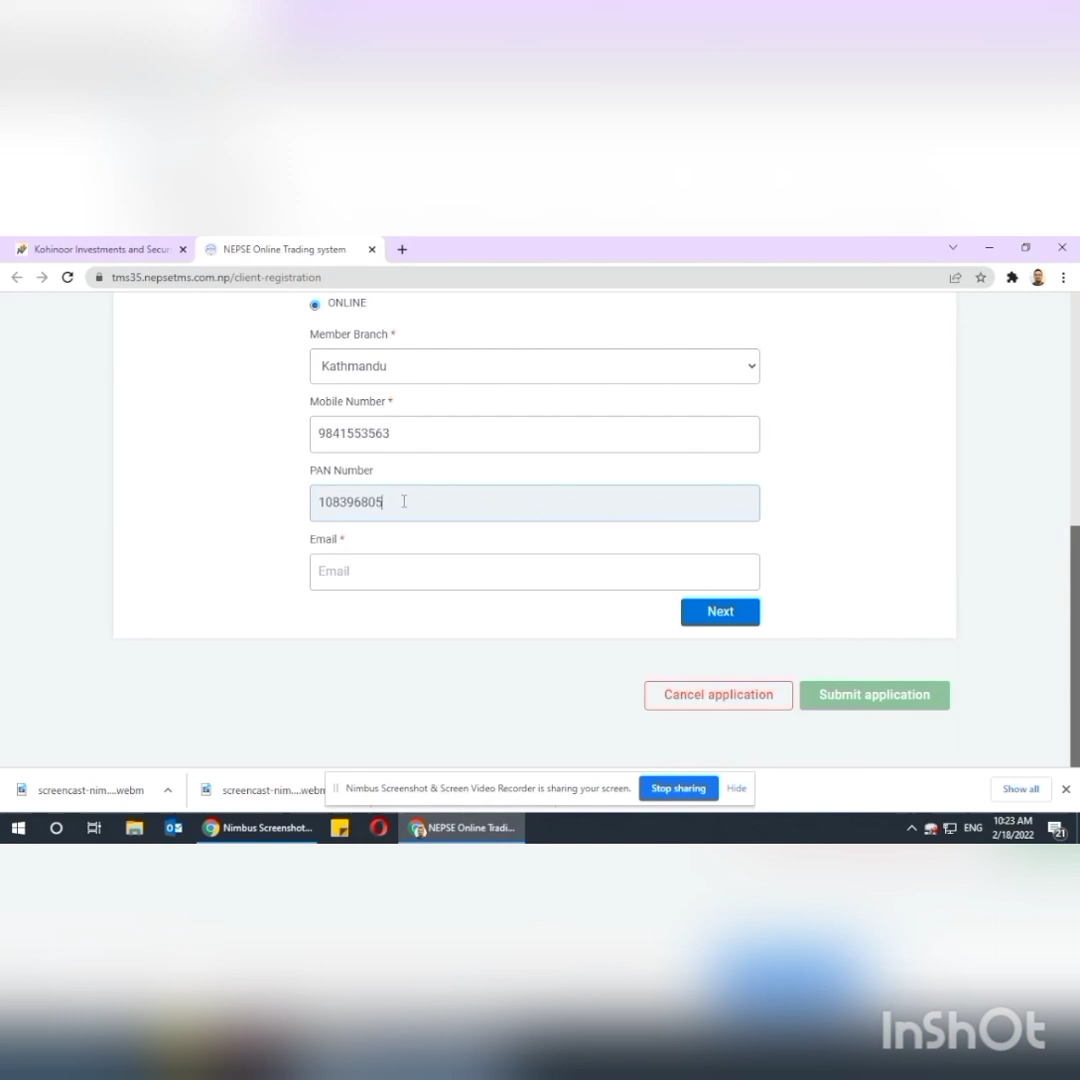 Kohinoor Investments and Secur
NEPSE Online Trading system
tms35.nepsetms.com.np/client-registration
ONLINE
Member Branch *
Kathmandu
Mobile Number *
9841553563
PAN Number
108396805
Email *
Email
Next
Cancel application
Submit application
screencast-nim....webm
screencast-nim....webm
Nimbus Screenshot & Screen Video Recorder is sharing your screen.
Stop sharing
Hide
Show all
Nimbus Screenshot...
NEPSE Online Tradi...
ENG
10:23 AM
2/18/2022
21
InShOt